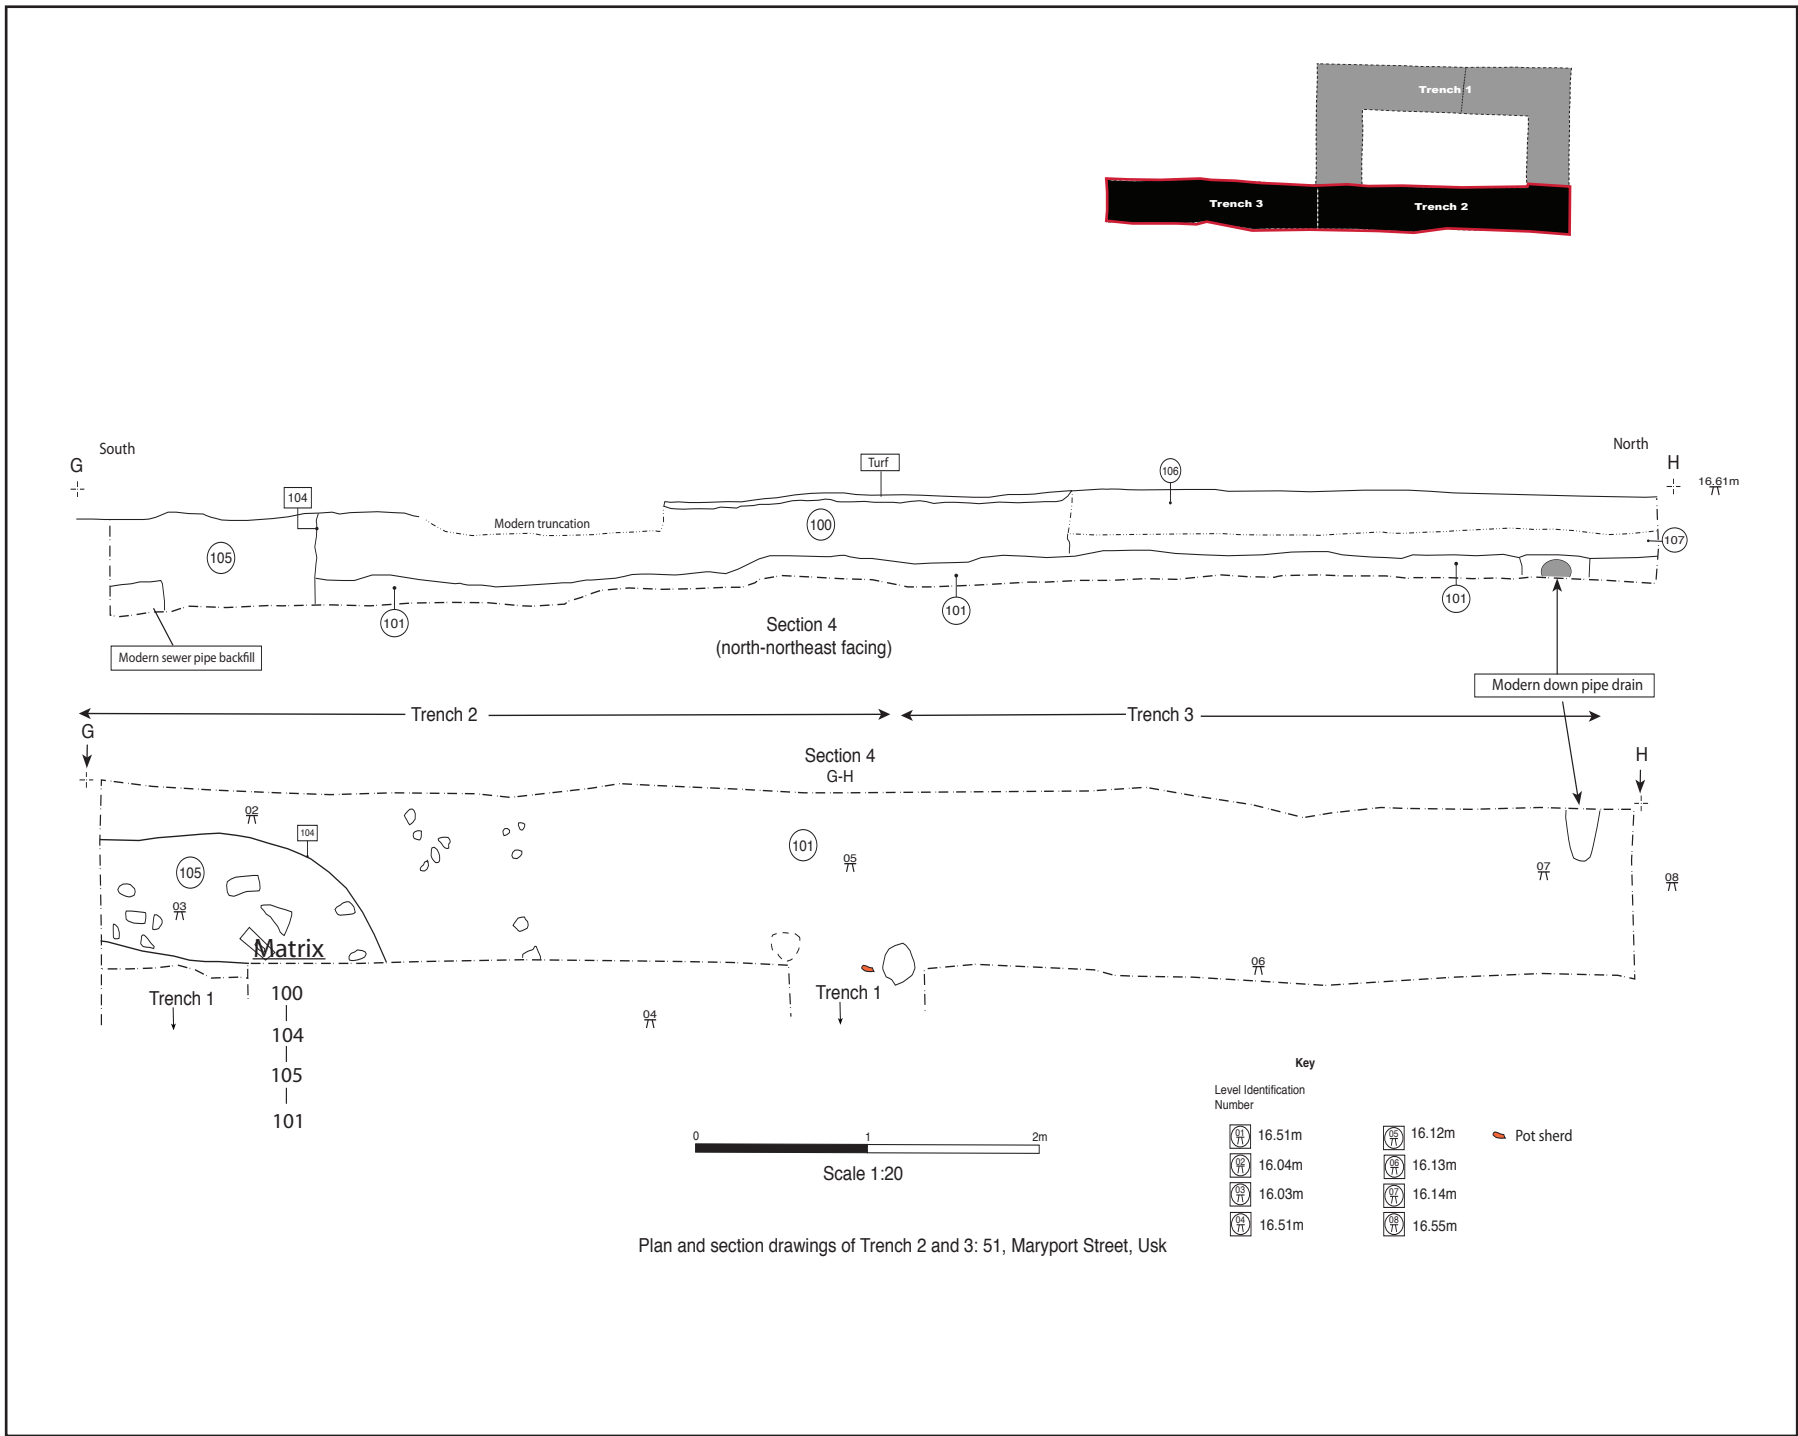 Trench 1
Trench 3
Trench 2
South
North
G
H
16.61m
Turf
106
104
Modern truncation
100
105
107
101
101
101
Section 4
(north-northeast facing)
Modern sewer pipe backfill
Modern down pipe drain
Trench 2
Trench 3
G
Section 4
G-H
H
02
104
101
05
105
07
08
03
Matrix
06
Trench 1
100
Trench 1
04
104
105
101
Key
Level Identification
Number
01 16.51m
02 16.04m
03 16.03m
04 16.51m
05 16.12m
06 16.13m
07 16.14m
08 16.55m
Pot sherd
0 1 2m
Scale 1:20
Plan and section drawings of Trench 2 and 3: 51, Maryport Street, Usk